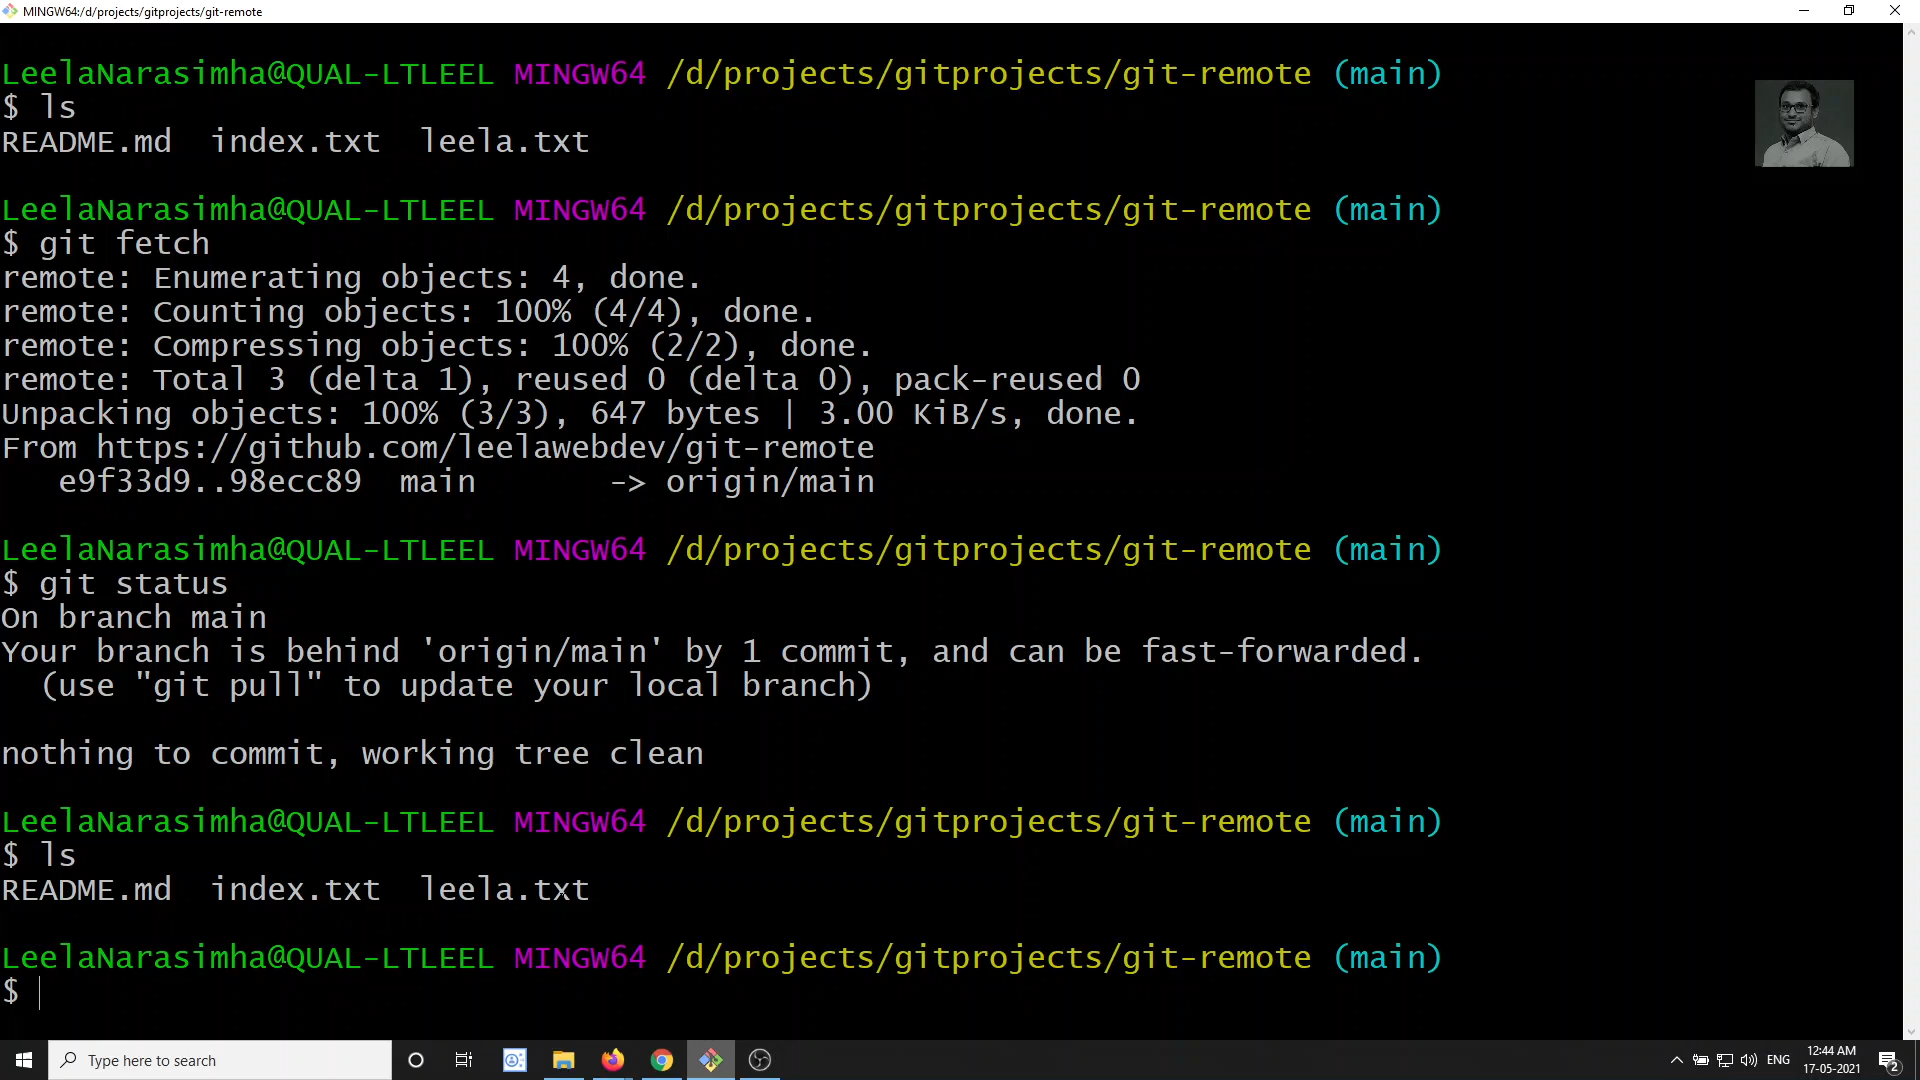 MINGW64:/d/projects/gitprojects/git-remote
LeelaNarasimha@QUAL-LTLEEL MINGW64 /d/projects/gitprojects/git-remote (main)
$ ls
README.md  index.txt  leela.txt
LeelaNarasimha@QUAL-LTLEEL MINGW64 /d/projects/gitprojects/git-remote (main)
$ git fetch
remote: Enumerating objects: 4, done.
remote: Counting objects: 100% (4/4), done.
remote: Compressing objects: 100% (2/2), done.
remote: Total 3 (delta 1), reused 0 (delta 0), pack-reused 0
Unpacking objects: 100% (3/3), 647 bytes | 3.00 KiB/s, done.
From https://github.com/leelawebdev/git-remote
   e9f33d9..98ecc89  main       -> origin/main
LeelaNarasimha@QUAL-LTLEEL MINGW64 /d/projects/gitprojects/git-remote (main)
$ git status
On branch main
Your branch is behind 'origin/main' by 1 commit, and can be fast-forwarded.
  (use "git pull" to update your local branch)
nothing to commit, working tree clean
LeelaNarasimha@QUAL-LTLEEL MINGW64 /d/projects/gitprojects/git-remote (main)
$ ls
README.md  index.txt  leela.txt
LeelaNarasimha@QUAL-LTLEEL MINGW64 /d/projects/gitprojects/git-remote (main)
$
Type here to search
ENG
12:44 AM
17-05-2021
2